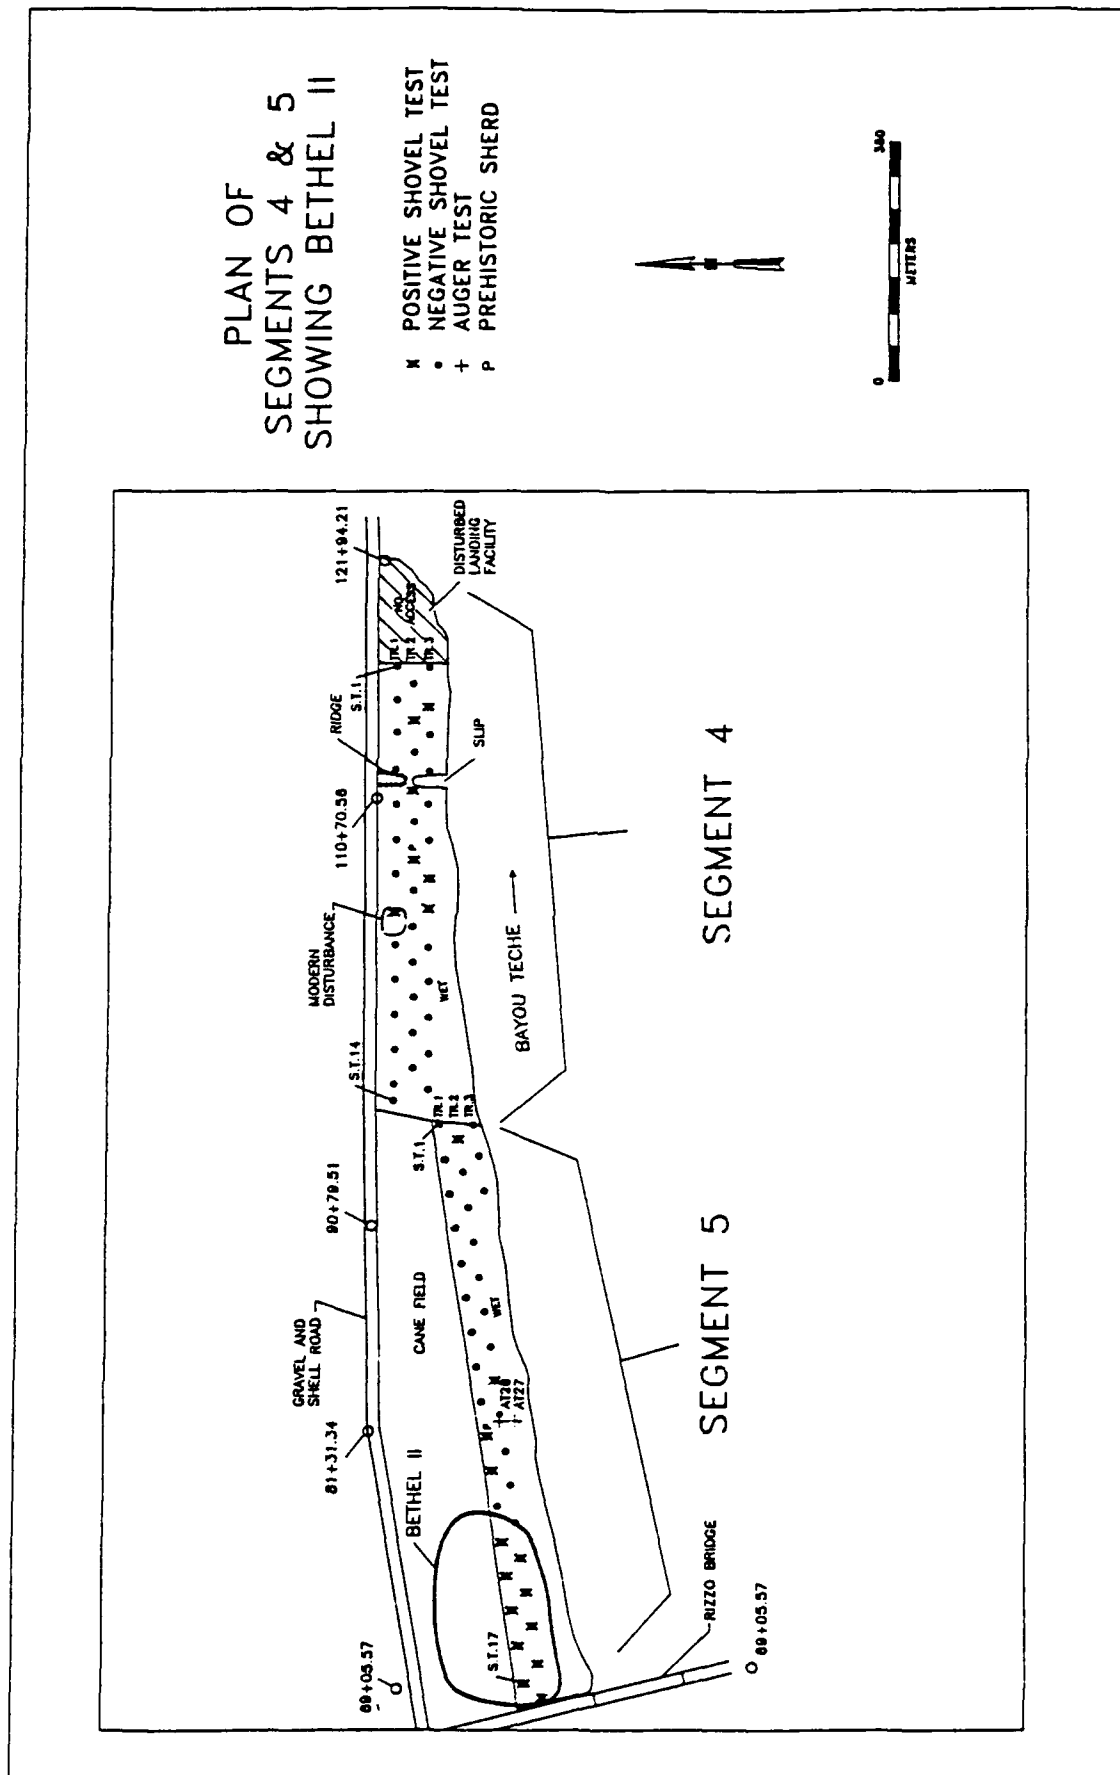 PLAN OF
SEGMENTS 4 & 5
SHOWING BETHEL II
POSITIVE SHOVEL TEST
NEGATIVE SHOVEL TEST
+ AUGER TEST
P PREHISTORIC SHERD
0
360
METERS
69+05.57
81+31.34
GRAVEL AND
SHELL ROAD
90+79.51
S.T.14
MODERN
DISTURBANCE
110+70.56
RIDGE
S.T.1
121+94.21
NO
ACCESS
TR.1
TR.2
TR.3
DISTURBED
LANDING
FACILITY
SLIP
P
WET
BETHEL II
CANE FIELD
S.T.1
TR.1
TR.2
TR.3
BAYOU TECHE
WET
P
AT26
AT27
S.T.17
RIZZO BRIDGE
69+05.57
SEGMENT 5
SEGMENT 4